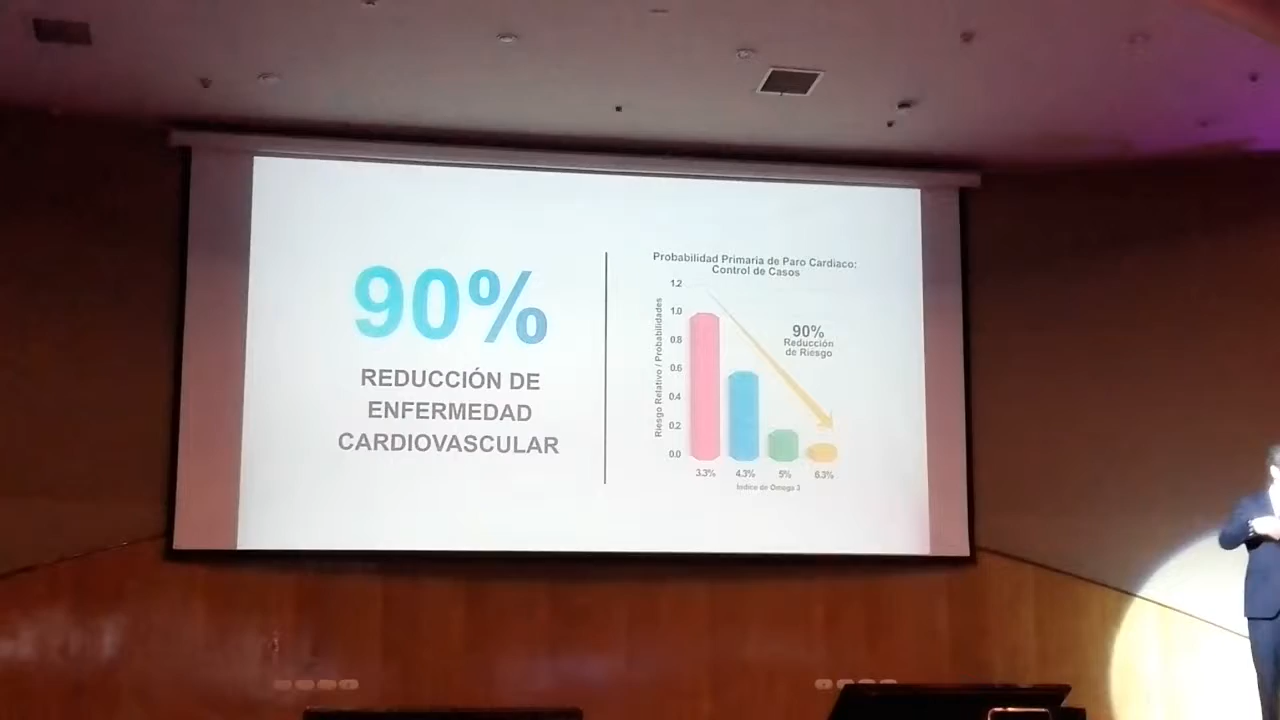 90%
REDUCCIÓN DE
ENFERMEDAD
CARDIOVASCULAR
Probabilidad Primaria de Paro Cardiaco:
Control de Casos
Riesgo Relativo / Probabilidades
1.2
1.0
0.8
0.6
0.4
0.2
0.0
90%
Reducción
de Riesgo
3.3% 4.3% 5% 6.3%
Índice de Omega 3